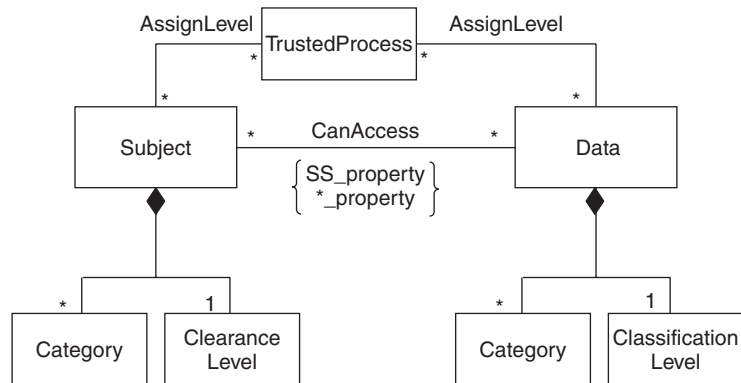 AssignLevel
TrustedProcess
AssignLevel
*
*
*
*
Subject
*
CanAccess
*
Data
{SS_property
*_property}
*
1
*
1
Category
Clearance
Level
Category
Classification
Level